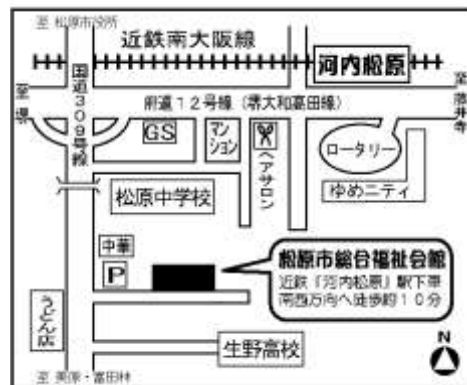 至 松原市役所
近鉄南大阪線
河内松原
国道309号線
府道12号線（堺大和高田線）
至 堺
至 藤井寺
GS
マンション
ヘアサロン
ロータリー
ゆめニティ
松原中学校
中華
P
松原市総合福祉会館
近鉄「河内松原」駅下車
南西方向へ徒歩約10分
うどん店
生野高校
N
至 美原・富田林